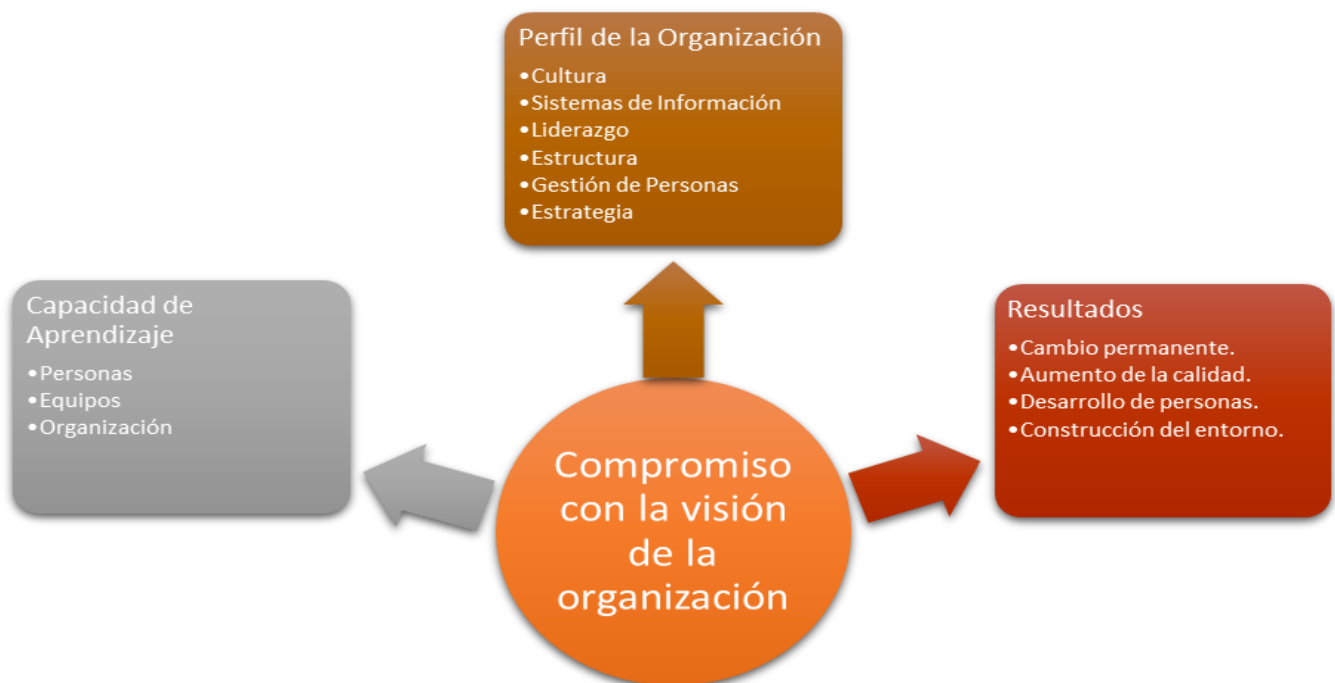 Perfil de la Organización
•Cultura
•Sistemas de Información
•Liderazgo
•Estructura
•Gestión de Personas
•Estrategia
Capacidad de
Aprendizaje
•Personas
•Equipos
•Organización
Resultados
•Cambio permanente.
•Aumento de la calidad.
•Desarrollo de personas.
•Construcción del entorno.
Compromiso
con la visión
de la
organización